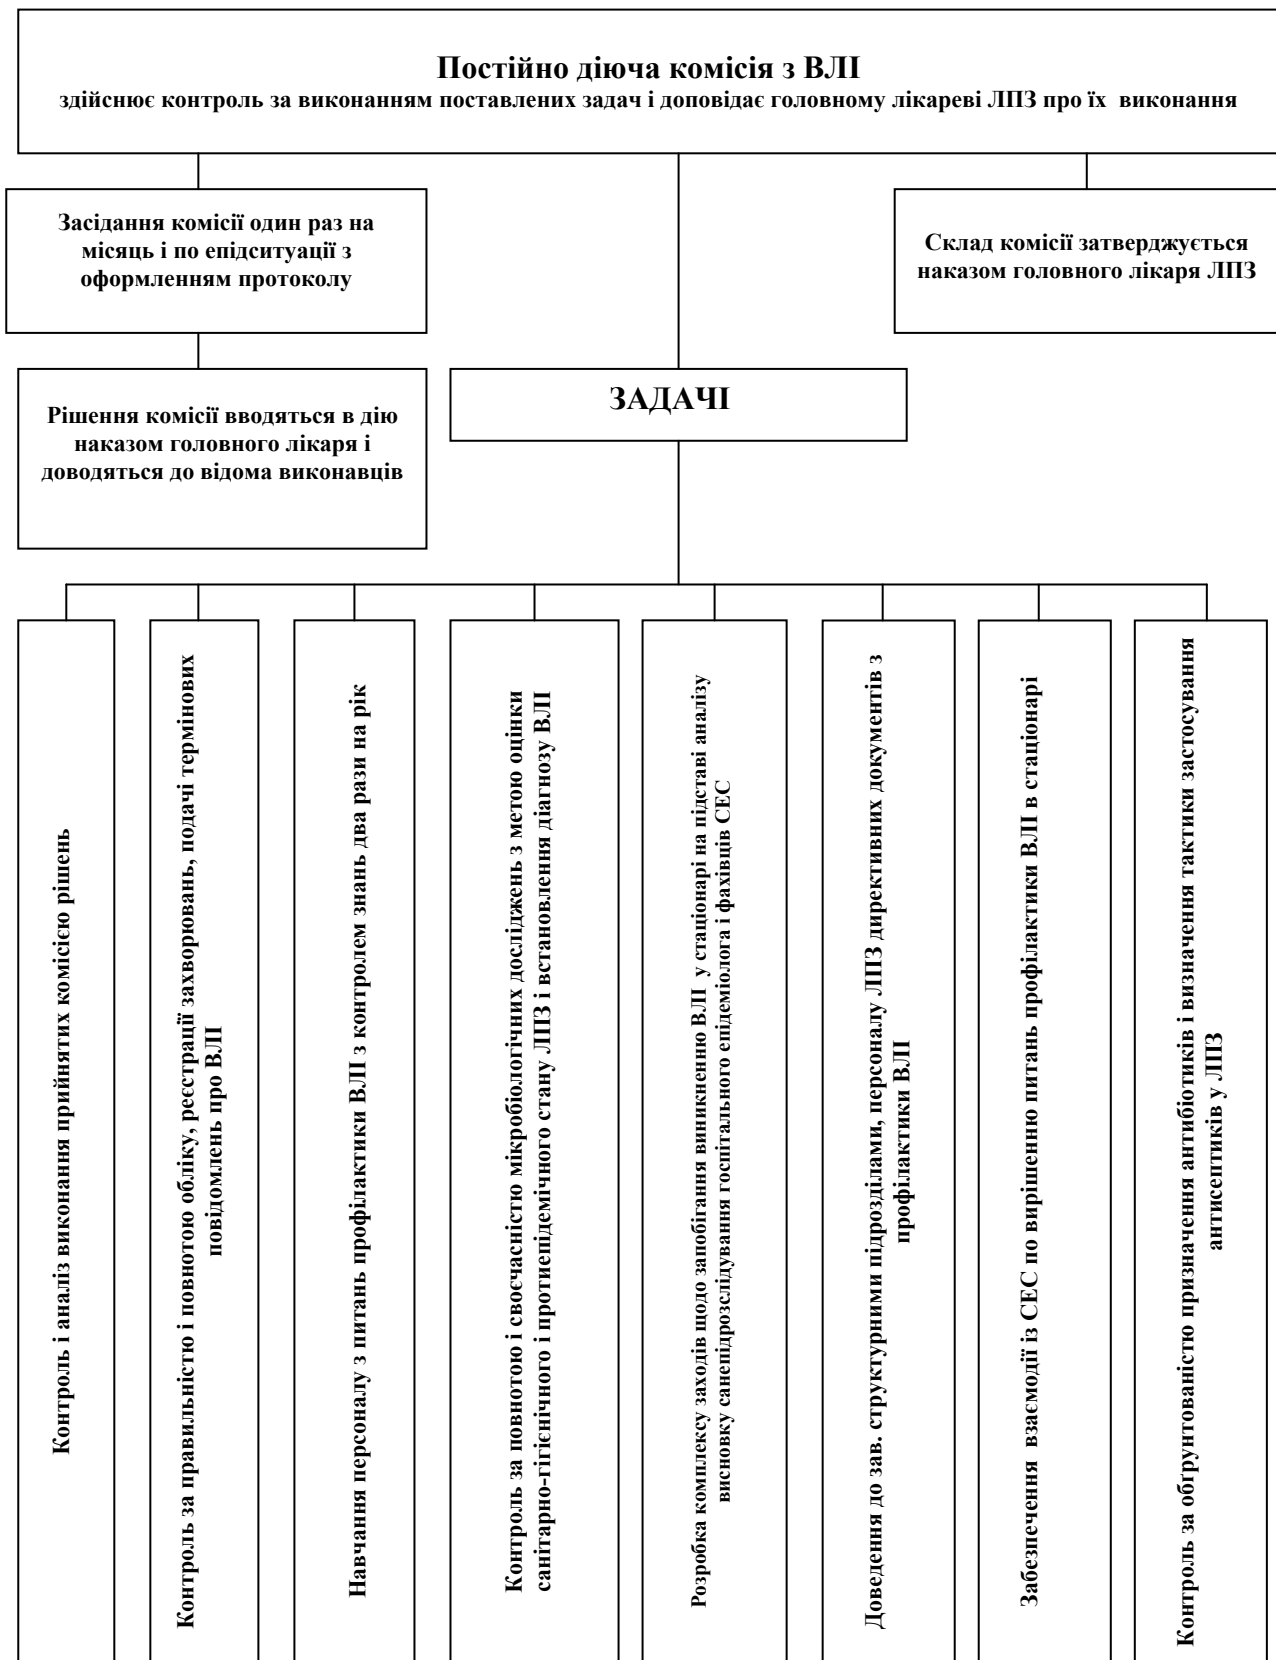 Постійно діюча комісія з ВЛІ
здійснює контроль за виконанням поставлених задач і доповідає головному лікареві ЛПЗ про їх виконання
Засідання комісії один раз на
місяць і по епідситуації з
оформленням протоколу
Склад комісії затверджується
наказом головного лікаря ЛПЗ
Рішення комісії вводяться в дію
наказом головного лікаря і
доводяться до відома виконавців
ЗАДАЧІ
Контроль і аналіз виконання прийнятих комісією рішень
Контроль за правильністю і повнотою обліку, реєстрації захворювань, подачі термінових
повідомлень про ВЛІ
Навчання персоналу з питань профілактики ВЛІ з контролем знань два рази на рік
Контроль за повнотою і своєчасністю мікробіологічних досліджень з метою оцінки
санітарно-гігієнічного і протиепідемічного стану ЛПЗ і встановлення діагнозу ВЛІ
Розробка комплексу заходів щодо запобігання виникненню ВЛІ у стаціонарі на підставі аналізу
висновку санепідрозслідування госпітального епідеміолога і фахівців СЕС
Доведення до зав. структурними підрозділами, персоналу ЛПЗ директивних документів з
профілактики ВЛІ
Забезпечення взаємодії із СЕС по вирішенню питань профілактики ВЛІ в стаціонарі
Контроль за обґрунтованістю призначення антибіотиків і визначення тактики застосування
антисептиків у ЛПЗ